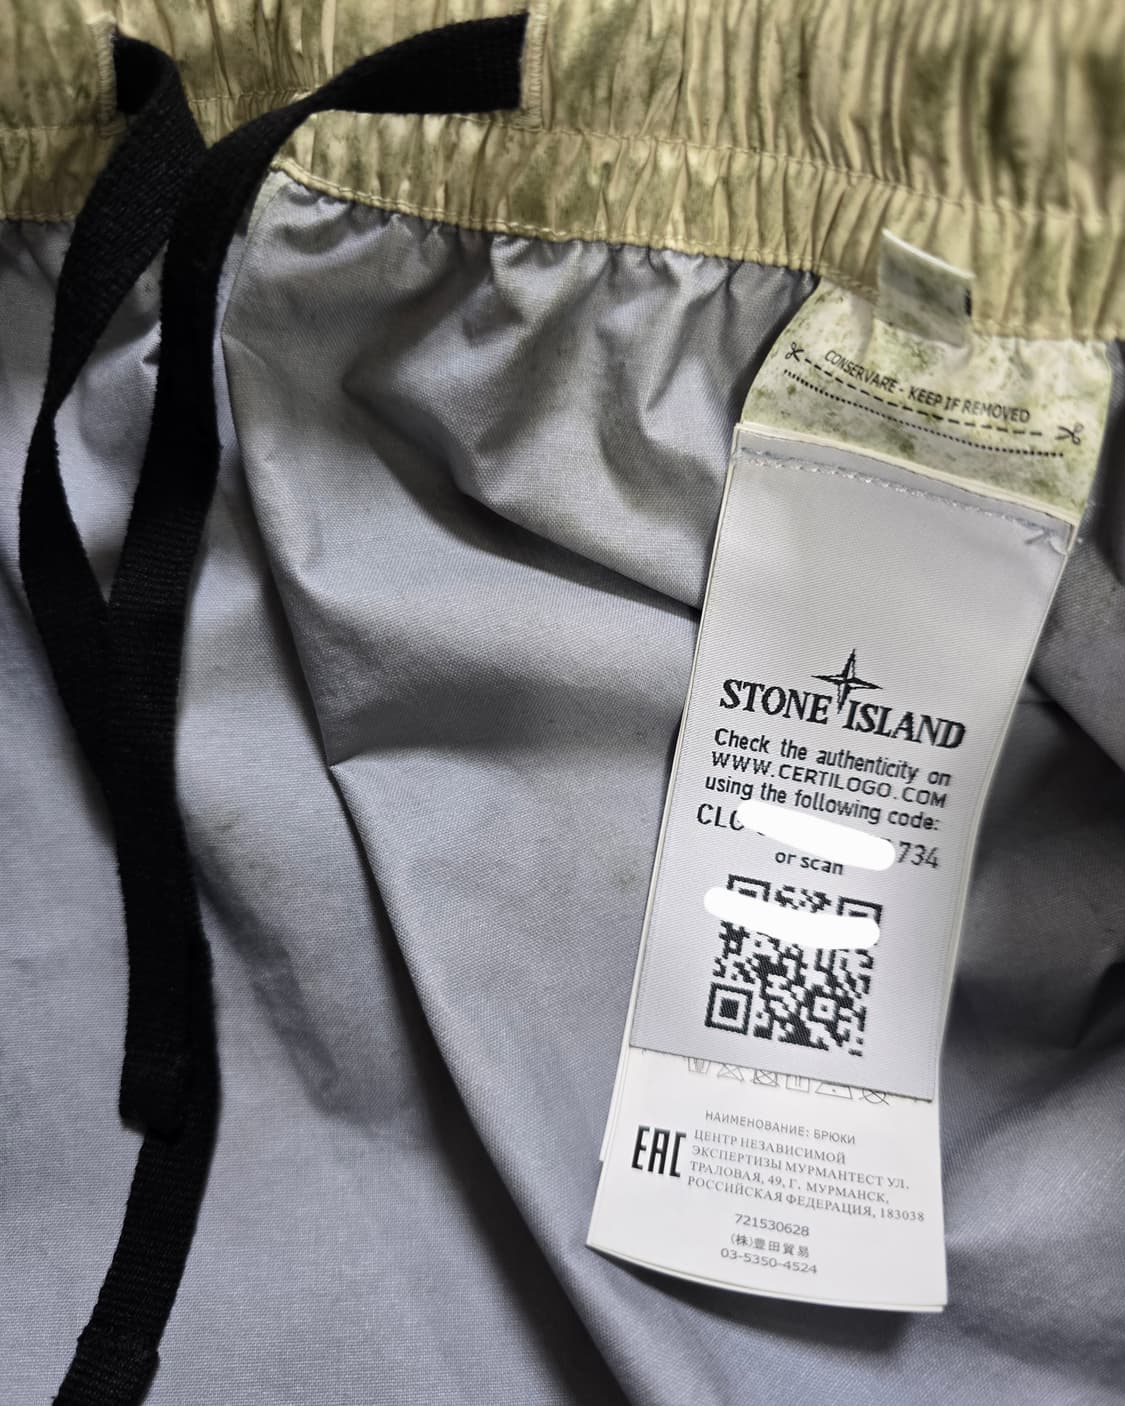 CONSERVARE - KEEP IF REMOVED
STONE ISLAND
Check the authenticity on
WWW.CERTILOGO.COM
using the following code:
CLG 734
or scan
НАИМЕНОВАНИЕ: БРЮКИ
EAC
ЦЕНТР НЕЗАВИСИМОЙ
ЭКСПЕРТИЗЫ МУРМАНТЕСТ УЛ.
ТРАЛОВАЯ, 49, Г. МУРМАНСК,
РОССИЙСКАЯ ФЕДЕРАЦИЯ, 183038
721530628
(株)豊田貿易
03-5350-4524